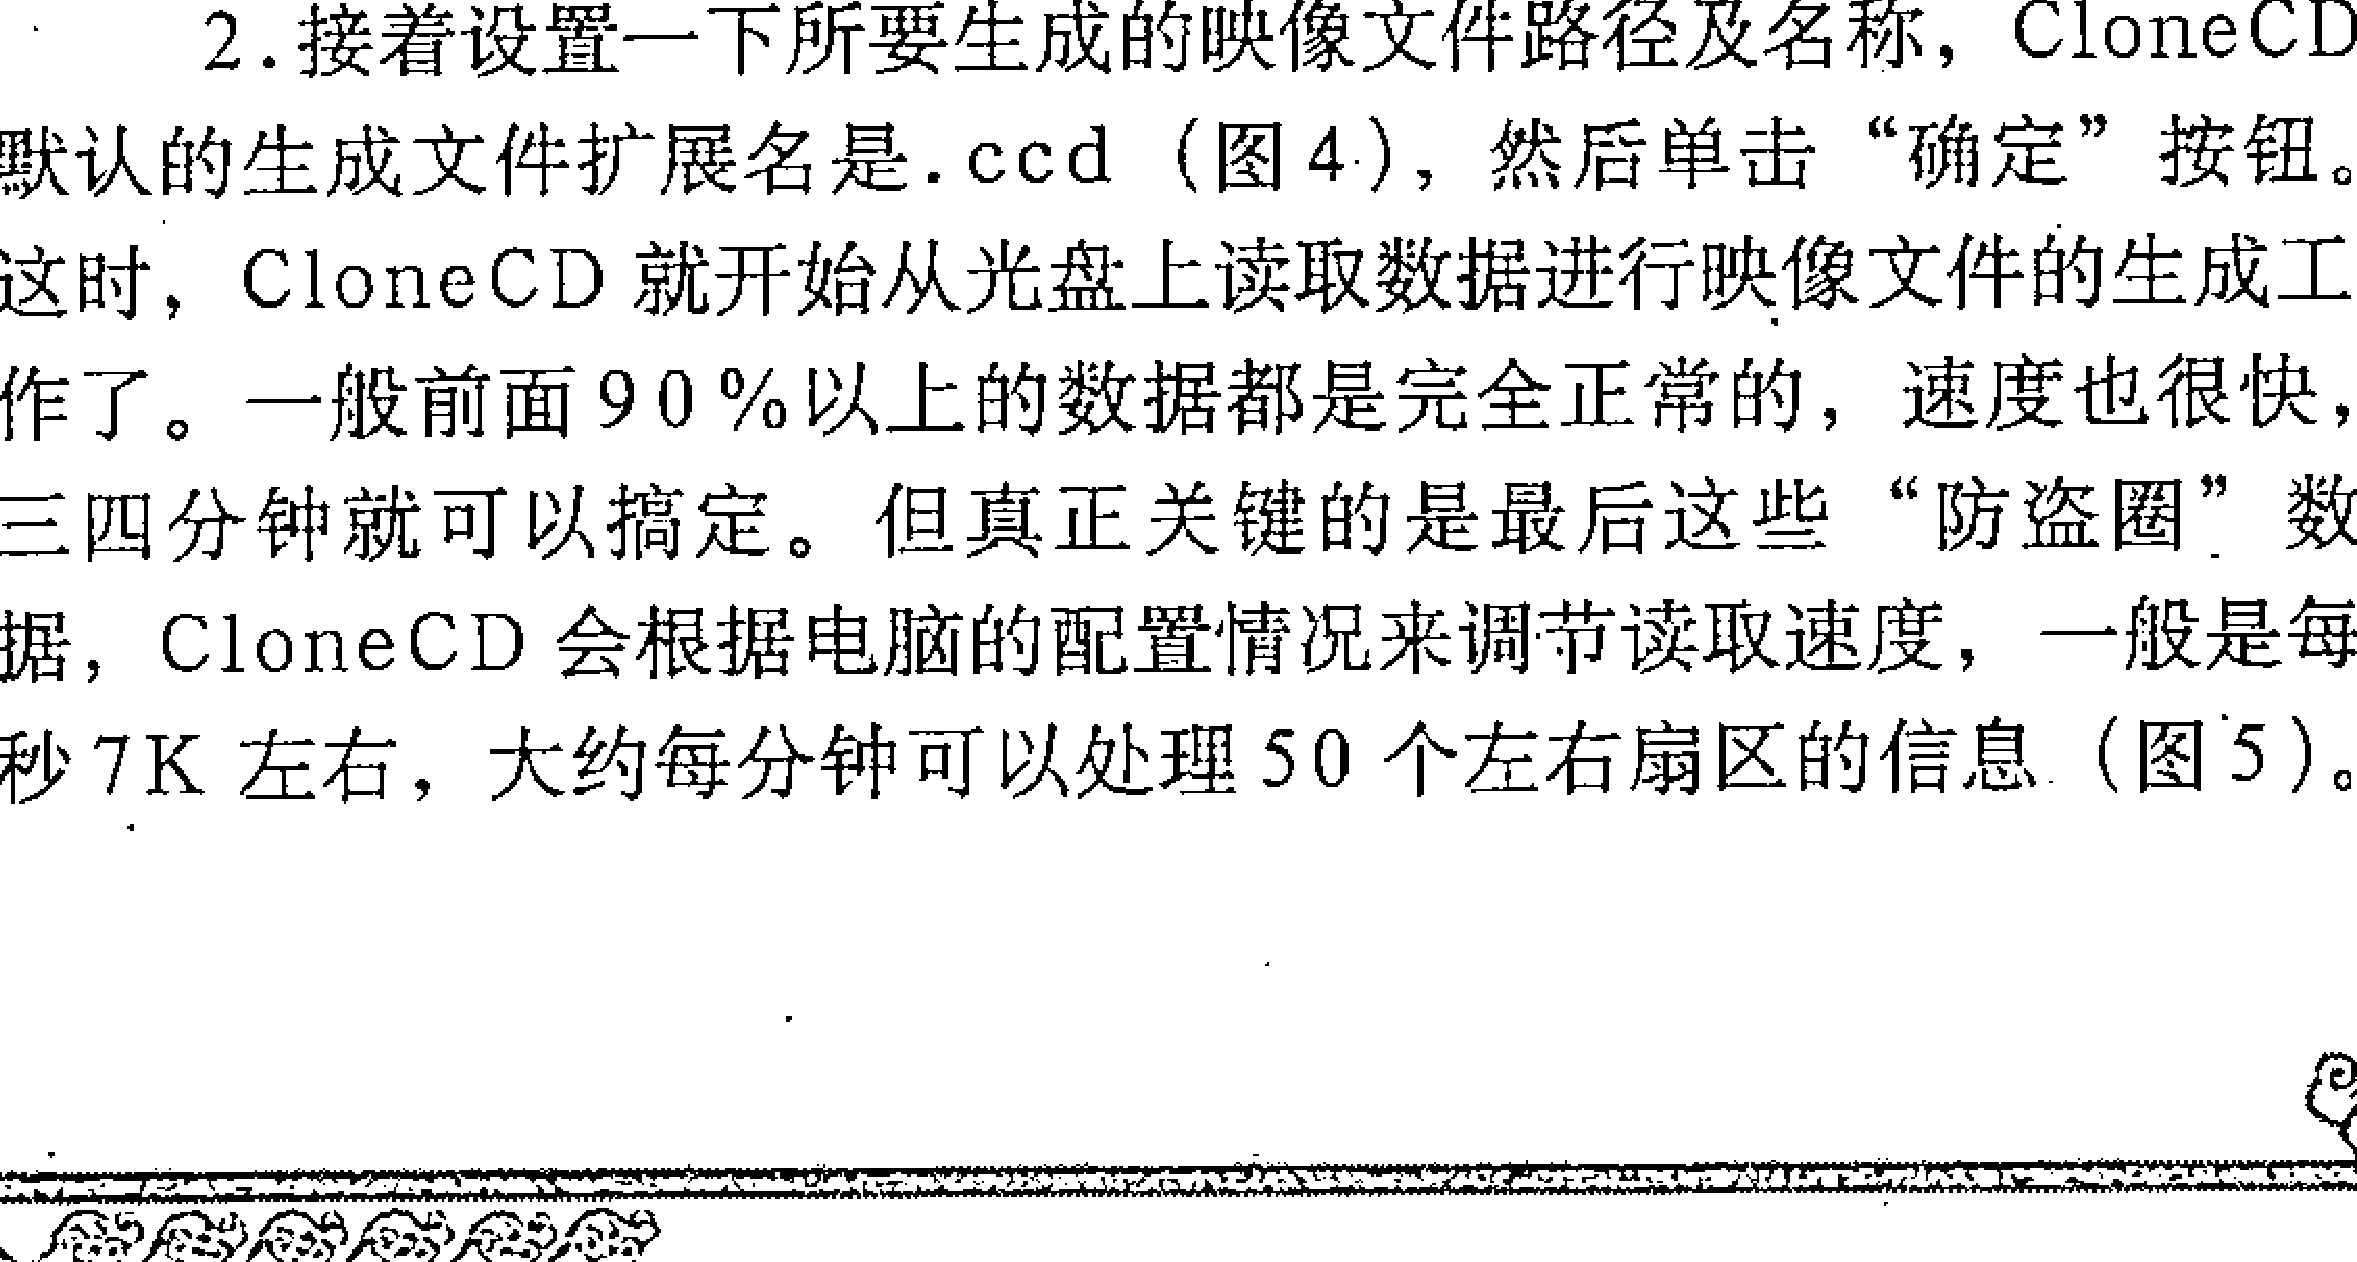 2.接着设置一下所要生成的映像文件路径及名称，CloneCD
默认的生成文件扩展名是.ccd（图4），然后单击“确定”按钮。
这时，CloneCD就开始从光盘上读取数据进行映像文件的生成工
作了。一般前面90%以上的数据都是完全正常的，速度也很快，
三四分钟就可以搞定。但真正关键的是最后这些“防盗圈”数
据，CloneCD会根据电脑的配置情况来调节读取速度，一般是每
秒7K左右，大约每分钟可以处理50个左右扇区的信息（图5）。